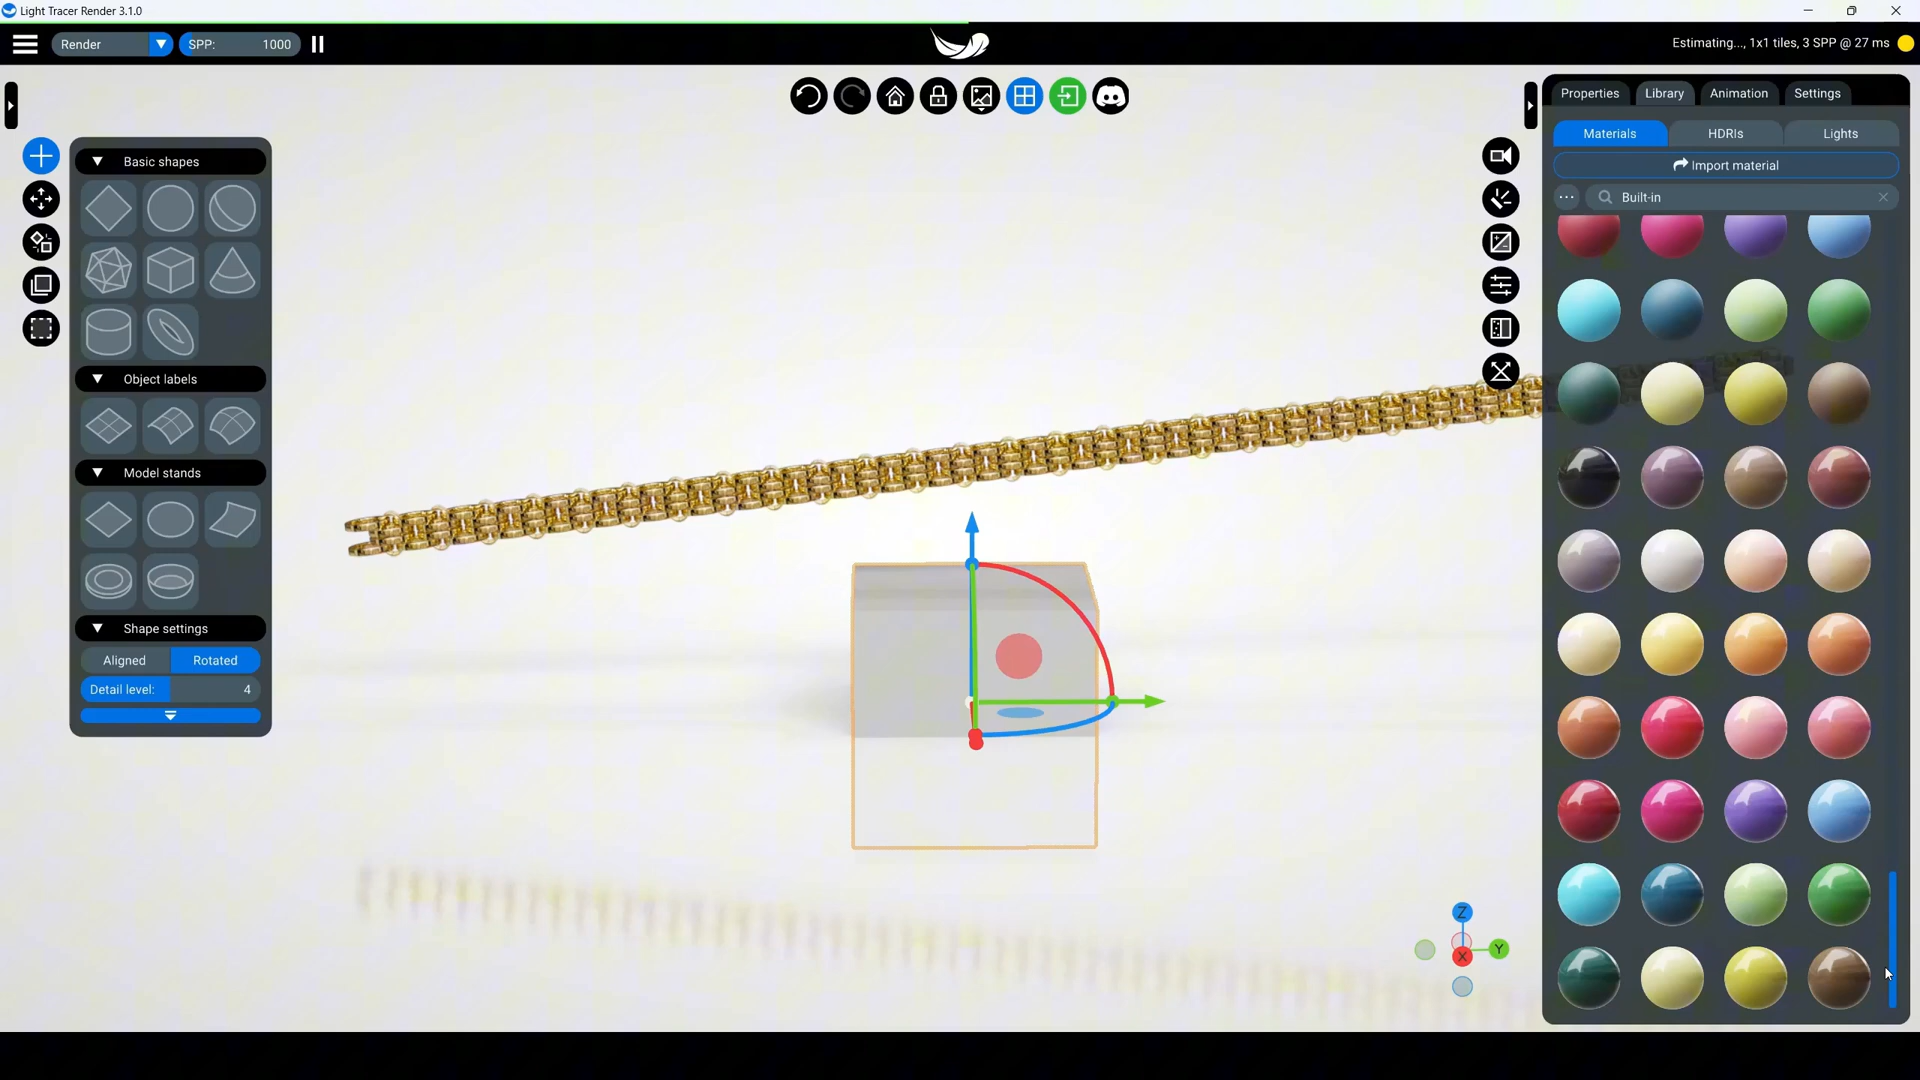 Light Tracer Render 3.1.0
Render
SPP: 1000
Estimating..., 1x1 tiles, 3 SPP @ 27 ms
Properties
Library
Animation
Settings
Materials
HDRIs
Lights
Import material
Built-in
Basic shapes
Object labels
Model stands
Shape settings
Aligned
Rotated
Detail level: 4
Z
X
Y